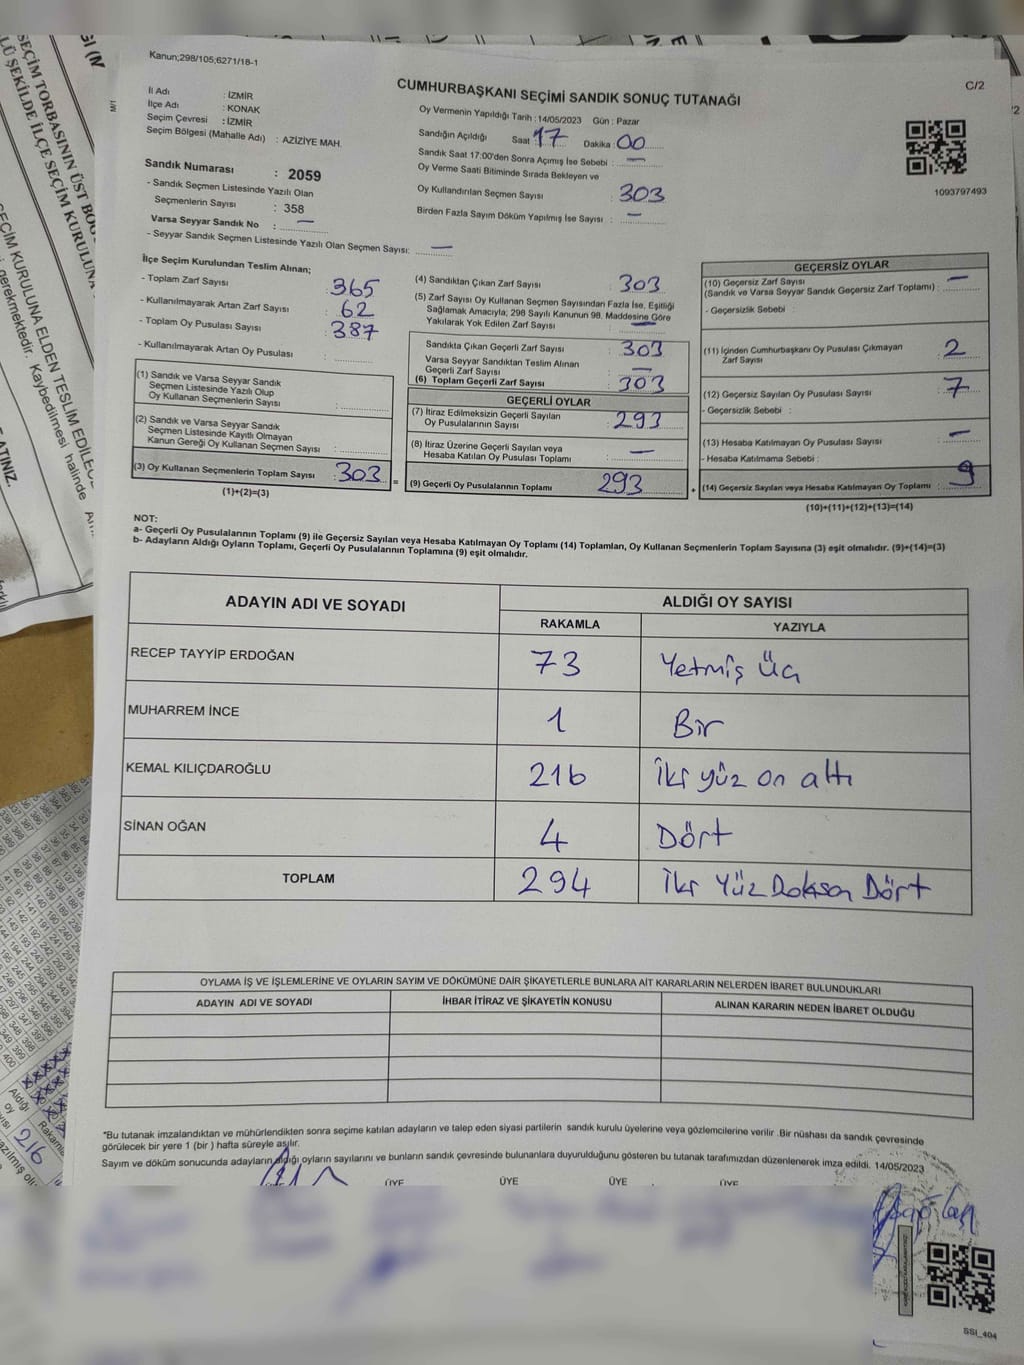 Kanun;298/105;6271/18-1
CUMHURBAŞKANI SEÇİMİ SANDIK SONUÇ TUTANAĞI
C/2
İl Adı : İZMİR
İlçe Adı : KONAK
Seçim Çevresi : İZMİR
Seçim Bölgesi (Mahalle Adı) : AZİZİYE MAH.
Oy Vermenin Yapıldığı Tarih : 14/05/2023 Gün : Pazar
Sandığın Açıldığı Saat : 17 Dakika : 00
Sandık Saat 17:00'den Sonra Açımış İse Sebebi : —
Oy Verme Saati Bitiminde Sırada Bekleyen ve
Oy Kullandırılan Seçmen Sayısı : 303
Birden Fazla Sayım Döküm Yapılmış İse Sayısı : —
1093797493
Sandık Numarası : 2059
- Sandık Seçmen Listesinde Yazılı Olan
Seçmenlerin Sayısı : 358
Varsa Seyyar Sandık No : —
- Seyyar Sandık Seçmen Listesinde Yazılı Olan Seçmen Sayısı: —
İlçe Seçim Kurulundan Teslim Alınan;
- Toplam Zarf Sayısı : 365
- Kullanılmayarak Artan Zarf Sayısı : 62
- Toplam Oy Pusulası Sayısı : 387
- Kullanılmayarak Artan Oy Pusulası :
(1) Sandık ve Varsa Seyyar Sandık
Seçmen Listesinde Yazılı Olup
Oy Kullanan Seçmenlerin Sayısı :
(2) Sandık ve Varsa Seyyar Sandık
Seçmen Listesinde Kayıtlı Olmayan
Kanun Gereği Oy Kullanan Seçmen Sayısı :
(3) Oy Kullanan Seçmenlerin Toplam Sayısı : 303
(1)+(2)=(3)
(4) Sandıktan Çıkan Zarf Sayısı : 303
(5) Zarf Sayısı Oy Kullanan Seçmen Sayısından Fazla İse, Eşitliği
Sağlamak Amacıyla; 298 Sayılı Kanunun 98. Maddesine Göre
Yakılarak Yok Edilen Zarf Sayısı : —
Sandıkta Çıkan Geçerli Zarf Sayısı : 303
Varsa Seyyar Sandıktan Teslim Alınan
Geçerli Zarf Sayısı : —
(6) Toplam Geçerli Zarf Sayısı : 303
GEÇERLİ OYLAR
(7) İtiraz Edilmeksizin Geçerli Sayılan
Oy Pusulalarının Sayısı : 293
(8) İtiraz Üzerine Geçerli Sayılan veya
Hesaba Katılan Oy Pusulası Toplamı : —
(9) Geçerli Oy Pusulalarının Toplamı 293
GEÇERSİZ OYLAR
(10) Geçersiz Zarf Sayısı
(Sandık ve Varsa Seyyar Sandık Geçersiz Zarf Toplamı) : —
- Geçersizlik Sebebi :
(11) İçinden Cumhurbaşkanı Oy Pusulası Çıkmayan
Zarf Sayısı : 2
(12) Geçersiz Sayılan Oy Pusulası Sayısı : 7
- Geçersizlik Sebebi :
(13) Hesaba Katılmayan Oy Pusulası Sayısı : —
- Hesaba Katılmama Sebebi :
(14) Geçersiz Sayılan veya Hesaba Katılmayan Oy Toplamı : 9
(10)+(11)+(12)+(13)=(14)
NOT:
a- Geçerli Oy Pusulalarının Toplamı (9) ile Geçersiz Sayılan veya Hesaba Katılmayan Oy Toplamı (14) Toplamları, Oy Kullanan Seçmenlerin Toplam Sayısına (3) eşit olmalıdır. (9)+(14)=(3)
b- Adayların Aldığı Oyların Toplamı, Geçerli Oy Pusulalarının Toplamına (9) eşit olmalıdır.
ADAYIN ADI VE SOYADI ALDIĞI OY SAYISI
RAKAMLA YAZIYLA
RECEP TAYYİP ERDOĞAN 73 Yetmiş Üç
MUHARREM İNCE 1 Bir
KEMAL KILIÇDAROĞLU 216 İki yüz on altı
SİNAN OĞAN 4 Dört
TOPLAM 294 İki Yüz Doksan Dört
OYLAMA İŞ VE İŞLEMLERİNE VE OYLARIN SAYIM VE DÖKÜMÜNE DAİR ŞİKAYETLERLE BUNLARA AİT KARARLARIN NELERDEN İBARET BULUNDUKLARI
ADAYIN ADI VE SOYADI İHBAR İTİRAZ VE ŞİKAYETİN KONUSU ALINAN KARARIN NEDEN İBARET OLDUĞU
"Bu tutanak imzalandıktan ve mühürlendikten sonra seçime katılan adayların ve talep eden siyasi partilerin sandık kurulu üyelerine veya gözlemcilerine verilir .Bir nüshası da sandık çevresinde
görülecek bir yere 1 (bir ) hafta süreyle asılır.
Sayım ve döküm sonucunda adayların aldığı oyların sayılarını ve bunların sandık çevresinde bulunanlara duyurulduğunu gösteren bu tutanak tarafımızdan düzenlenerek imza edildi. 14/05/2023
ÜYE ÜYE ÜYE ÜYE
SSI_404